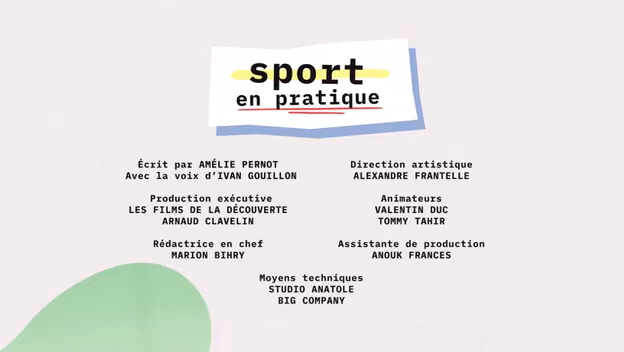 sport
en pratique
Écrit par AMÉLIE PERNOT
Avec la voix d'IVAN GOUILLON
Production exécutive
LES FILMS DE LA DÉCOUVERTE
ARNAUD CLAVELIN
Rédactrice en chef
MARION BIHRY
Direction artistique
ALEXANDRE FRANTELLE
Animateurs
VALENTIN DUC
TOMMY TAHIR
Assistante de production
ANOUK FRANCES
Moyens techniques
STUDIO ANATOLE
BIG COMPANY